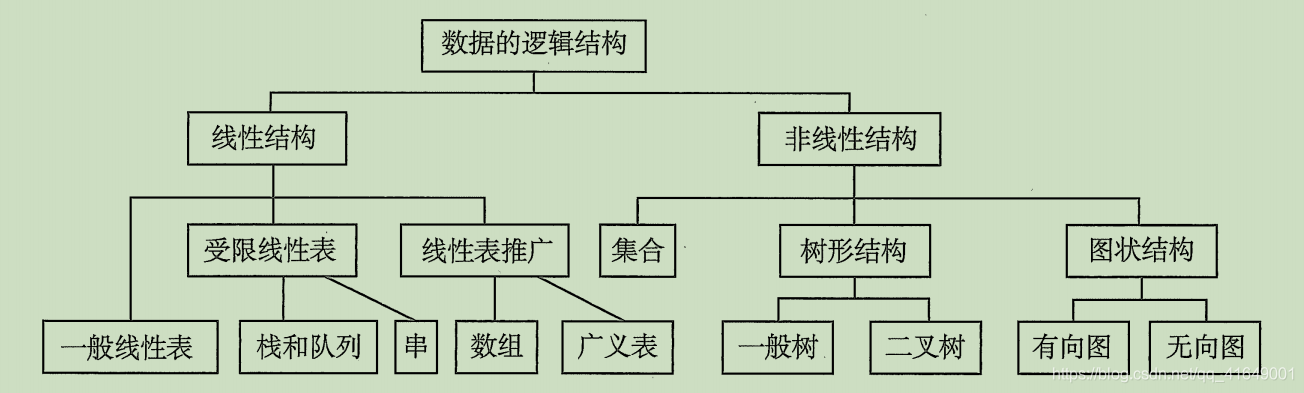 数据的逻辑结构
线性结构
非线性结构
受限线性表
线性表推广
集合
树形结构
图状结构
一般线性表
栈和队列
串
数组
广义表
一般树
二叉树
有向图
无向图
https://blog.csdn.net/qq_41649001